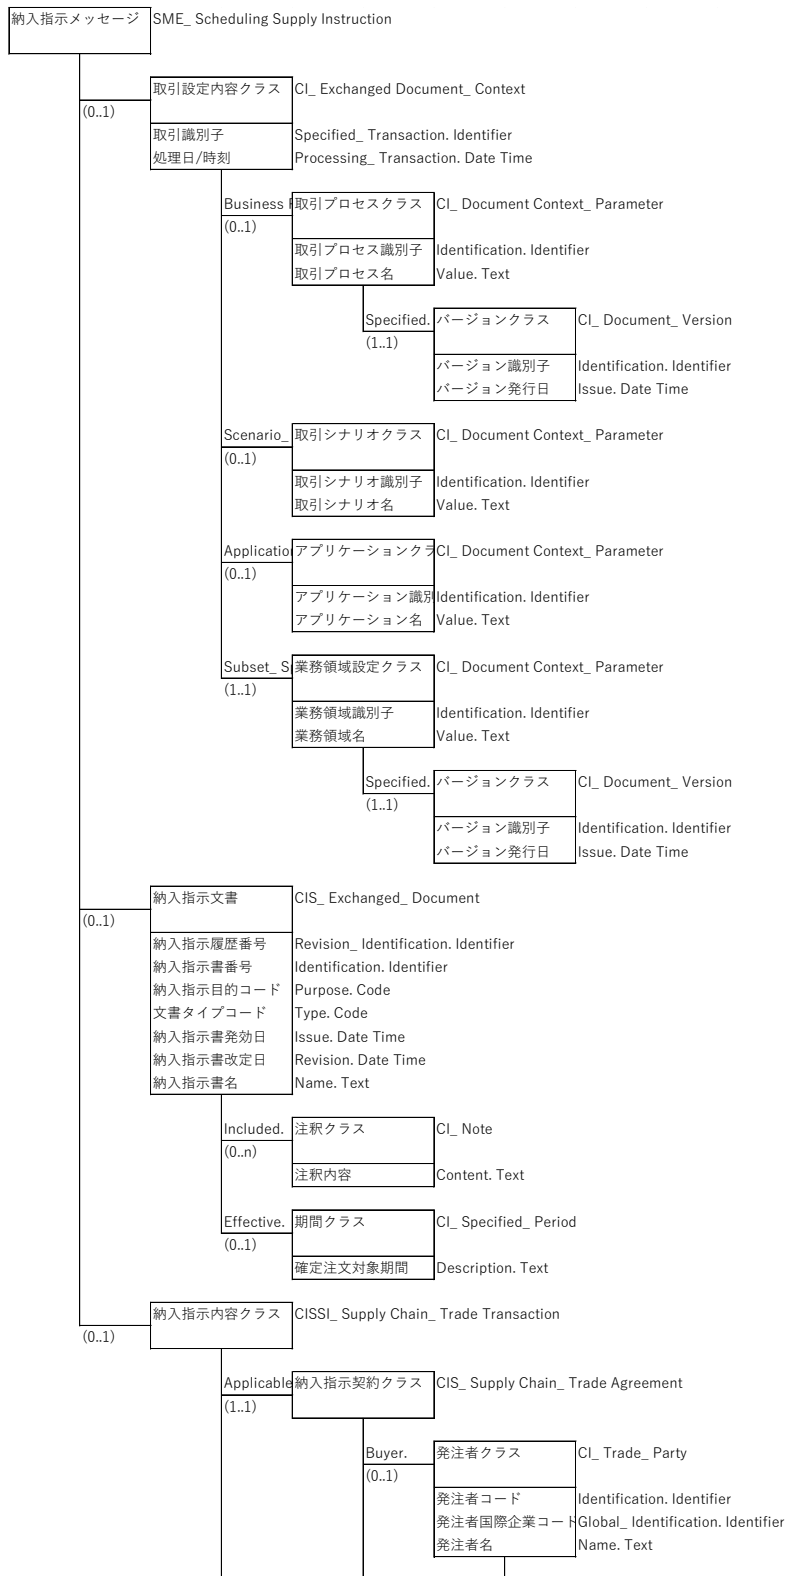 納入指示メッセージ SME_ Scheduling Supply Instruction
取引設定内容クラス CI_ Exchanged Document_ Context
(0..1)
取引識別子 Specified_ Transaction. Identifier
処理日/時刻 Processing_ Transaction. Date Time
Business 取引プロセスクラス CI_ Document Context_ Parameter
(0..1)
取引プロセス識別子 Identification. Identifier
取引プロセス名 Value. Text
Specified. バージョンクラス CI_ Document_ Version
(1..1)
バージョン識別子 Identification. Identifier
バージョン発行日 Issue. Date Time
Scenario_ 取引シナリオクラス CI_ Document Context_ Parameter
(0..1)
取引シナリオ識別子 Identification. Identifier
取引シナリオ名 Value. Text
Application アプリケーションクラ CI_ Document Context_ Parameter
(0..1)
アプリケーション識別 Identification. Identifier
アプリケーション名 Value. Text
Subset_ Sp 業務領域設定クラス CI_ Document Context_ Parameter
(1..1)
業務領域識別子 Identification. Identifier
業務領域名 Value. Text
Specified. バージョンクラス CI_ Document_ Version
(1..1)
バージョン識別子 Identification. Identifier
バージョン発行日 Issue. Date Time
納入指示文書 CIS_ Exchanged_ Document
(0..1)
納入指示履歴番号 Revision_ Identification. Identifier
納入指示書番号 Identification. Identifier
納入指示目的コード Purpose. Code
文書タイプコード Type. Code
納入指示書発効日 Issue. Date Time
納入指示書改定日 Revision. Date Time
納入指示書名 Name. Text
Included. 注釈クラス CI_ Note
(0..n)
注釈内容 Content. Text
Effective. 期間クラス CI_ Specified_ Period
(0..1)
確定注文対象期間 Description. Text
納入指示内容クラス CISSI_ Supply Chain_ Trade Transaction
(0..1)
Applicable 納入指示契約クラス CIS_ Supply Chain_ Trade Agreement
(1..1)
Buyer. 発注者クラス CI_ Trade_ Party
(0..1)
発注者コード Identification. Identifier
発注者国際企業コード Global_ Identification. Identifier
発注者名 Name. Text